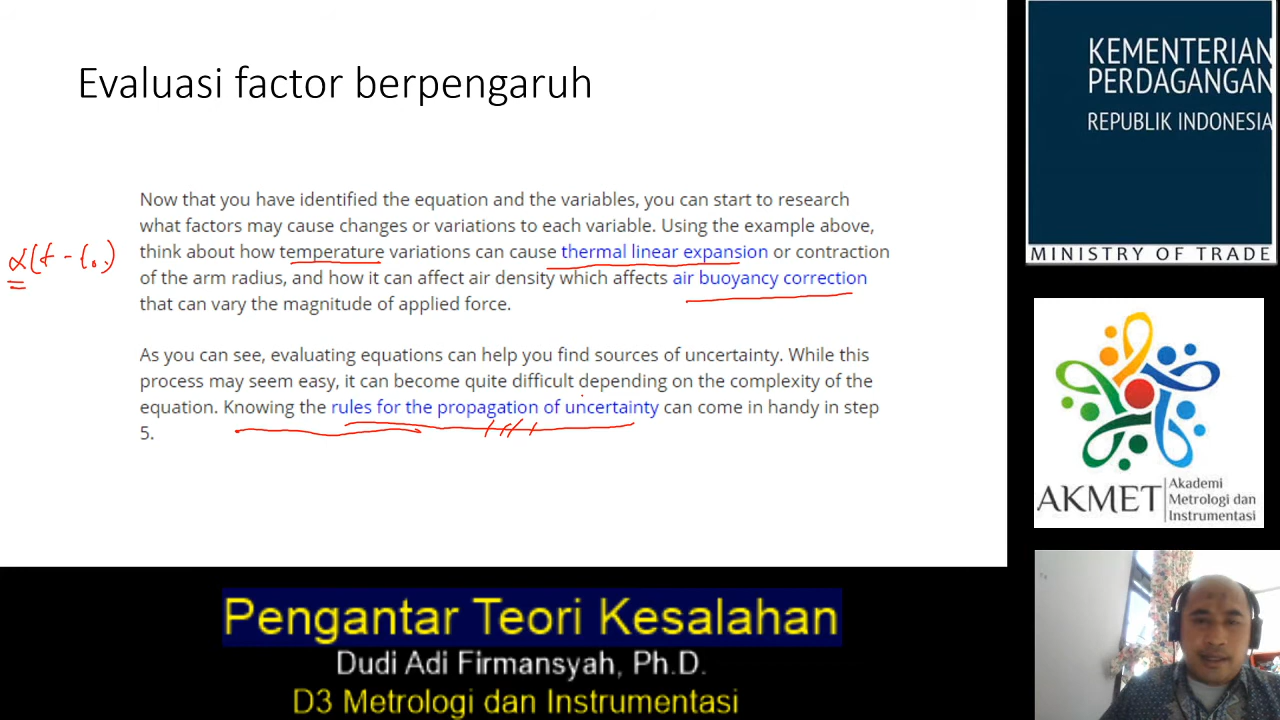 Evaluasi factor berpengaruh
Now that you have identified the equation and the variables, you can start to research
what factors may cause changes or variations to each variable. Using the example above,
think about how temperature variations can cause thermal linear expansion or contraction
of the arm radius, and how it can affect air density which affects air buoyancy correction
that can vary the magnitude of applied force.
As you can see, evaluating equations can help you find sources of uncertainty. While this
process may seem easy, it can become quite difficult depending on the complexity of the
equation. Knowing the rules for the propagation of uncertainty can come in handy in step
5.
α(t - t₀)
KEMENTERIAN
PERDAGANGAN
REPUBLIK INDONESIA
MINISTRY OF TRADE
AKMET
Akademi
Metrologi dan
Instrumentasi
Pengantar Teori Kesalahan
Dudi Adi Firmansyah, Ph.D.
D3 Metrologi dan Instrumentasi